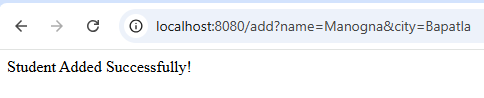 localhost:8080/add?name=Manogna&city=Bapatla
Student Added Successfully!